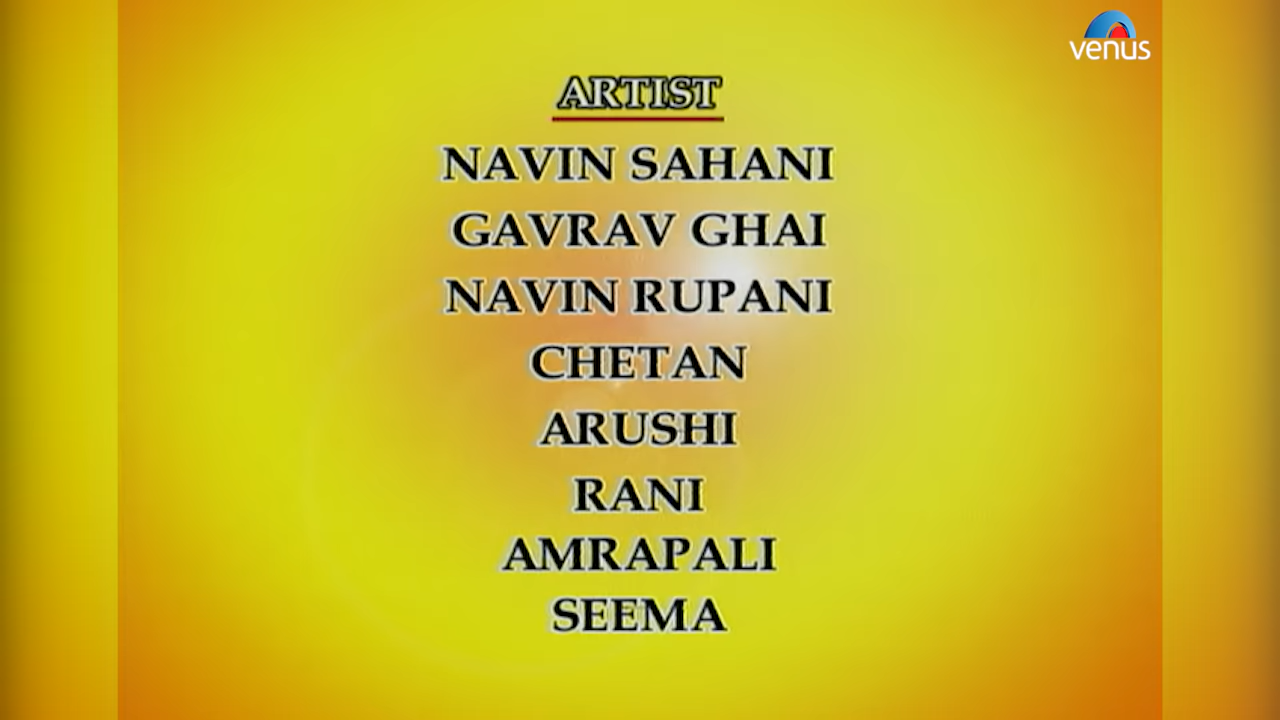 venus
ARTIST
NAVIN SAHANI
GAVRAV GHAI
NAVIN RUPANI
CHETAN
ARUSHI
RANI
AMRAPALI
SEEMA